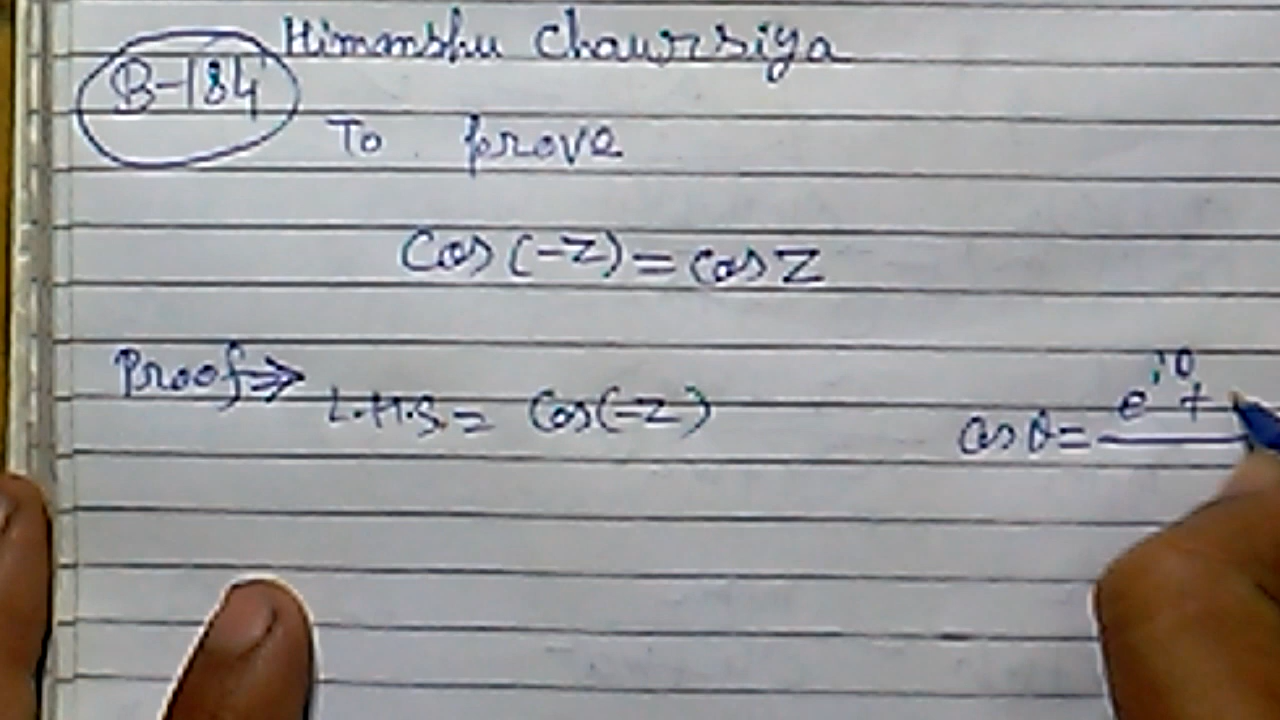 Himanshu Chaurasiya
B-184
To prove
Cos(-z) = cos z
Proof ⇒
L.H.S. = Cos(-z)
cos θ = e^{iθ} +